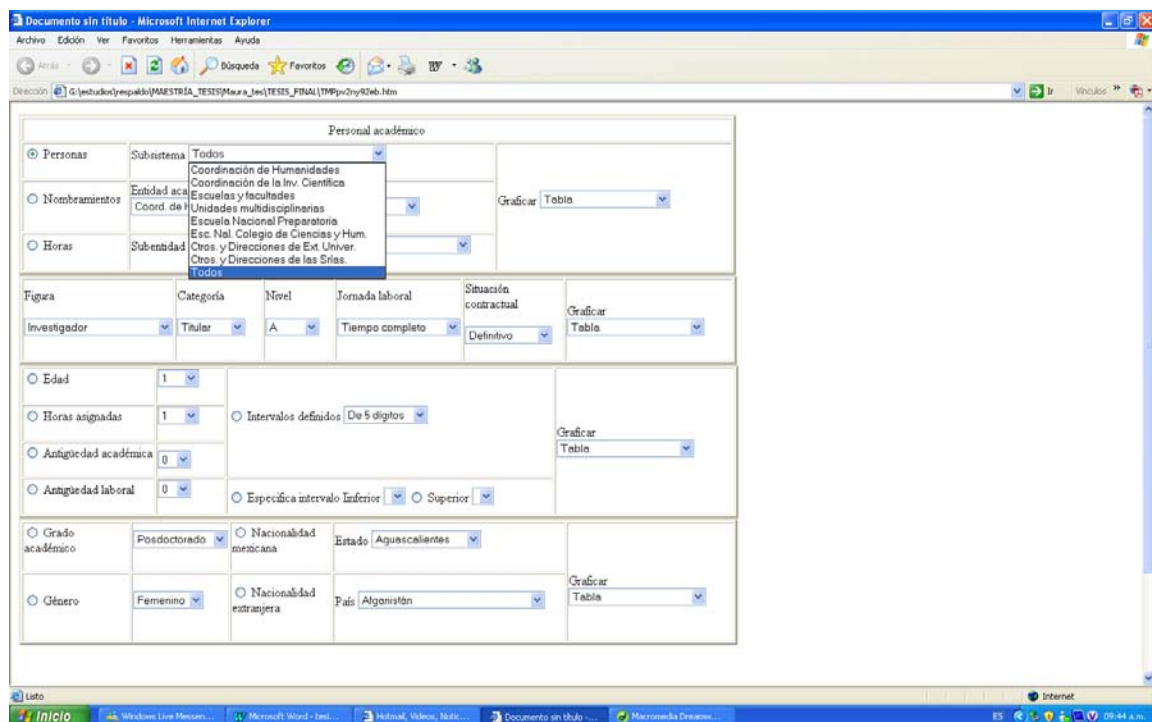 Documento sin título - Microsoft Internet Explorer
Archivo Edición Ver Favoritos Herramientas Ayuda
Atrás Búsqueda Favoritos
Dirección G:\estudios\respaldo\MAESTRÍA_TESIS\Maura_tes\TESIS_FINAL\TMPpv2ny92eb.htm Ir Vínculos »
Personal académico
Personas Subsistema Todos
Coordinación de Humanidades
Coordinación de la Inv. Científica
Escuelas y facultades
Unidades multidisciplinarias
Escuela Nacional Preparatoria
Esc. Nal. Colegio de Ciencias y Hum.
Ctros. y Direcciones de Ext. Univer.
Ctros. y Direcciones de las Srías.
Todos
Nombramientos Entidad aca
Coord. de H
Graficar Tabla
Horas Subentidad
Figura Categoría Nivel Jornada laboral Situación contractual Graficar
Investigador Titular A Tiempo completo Definitivo Tabla
Edad 1
Horas asignadas 1 Intervalos definidos De 5 dígitos
Graficar
Tabla
Antigüedad académica 0
Antigüedad laboral 0 Especifica intervalo Iinferior Superior
Grado académico Posdoctorado Nacionalidad mexicana Estado Aguascalientes
Graficar
Tabla
Género Femenino Nacionalidad extranjera País Afganistán
Listo Internet
Inicio Windows Live Messen... Microsoft Word - tesi... Hotmail, Videos, Notic... Documento sin título -... Macromedia Dreamw... ES 09:44 a.m.